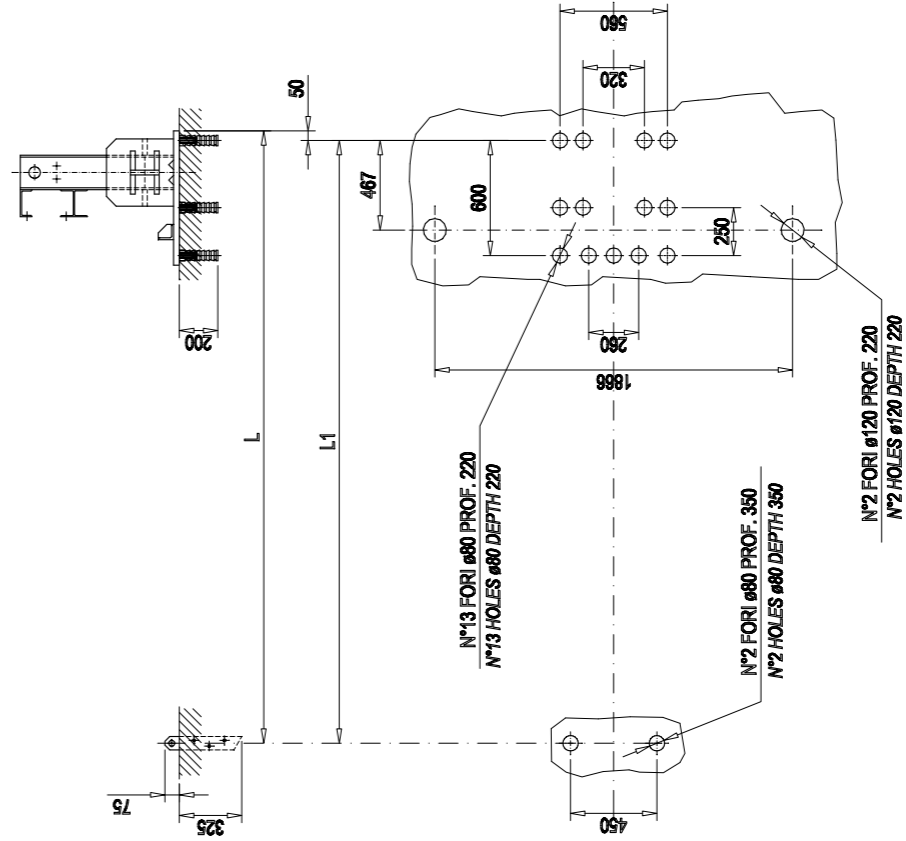 50
560
320
467
600
250
200
260
1866
L
L1
N°13 FORI ø80 PROF. 220
N°13 HOLES ø80 DEPTH 220
N°2 FORI ø120 PROF. 220
N°2 HOLES ø120 DEPTH 220
N°2 FORI ø80 PROF. 350
N°2 HOLES ø80 DEPTH 350
75
325
450